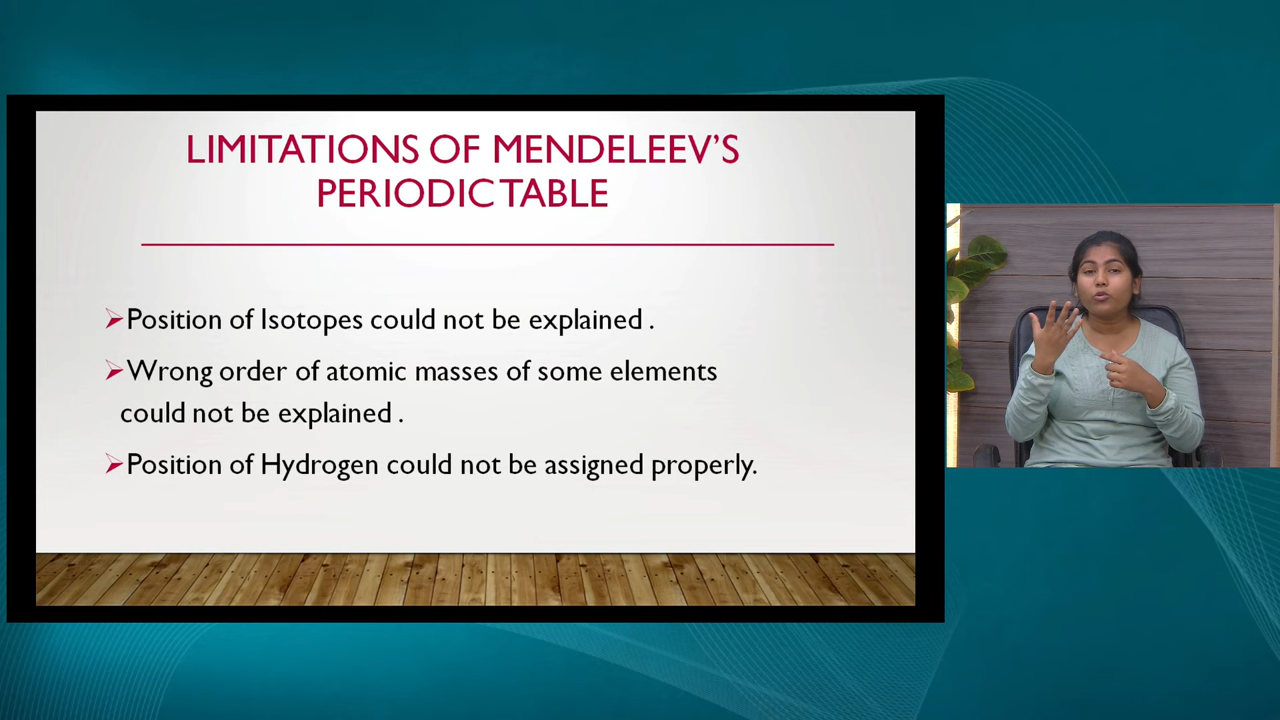 LIMITATIONS OF MENDELEEV’S
PERIODIC TABLE
➢Position of Isotopes could not be explained .
➢Wrong order of atomic masses of some elements
could not be explained .
➢Position of Hydrogen could not be assigned properly.